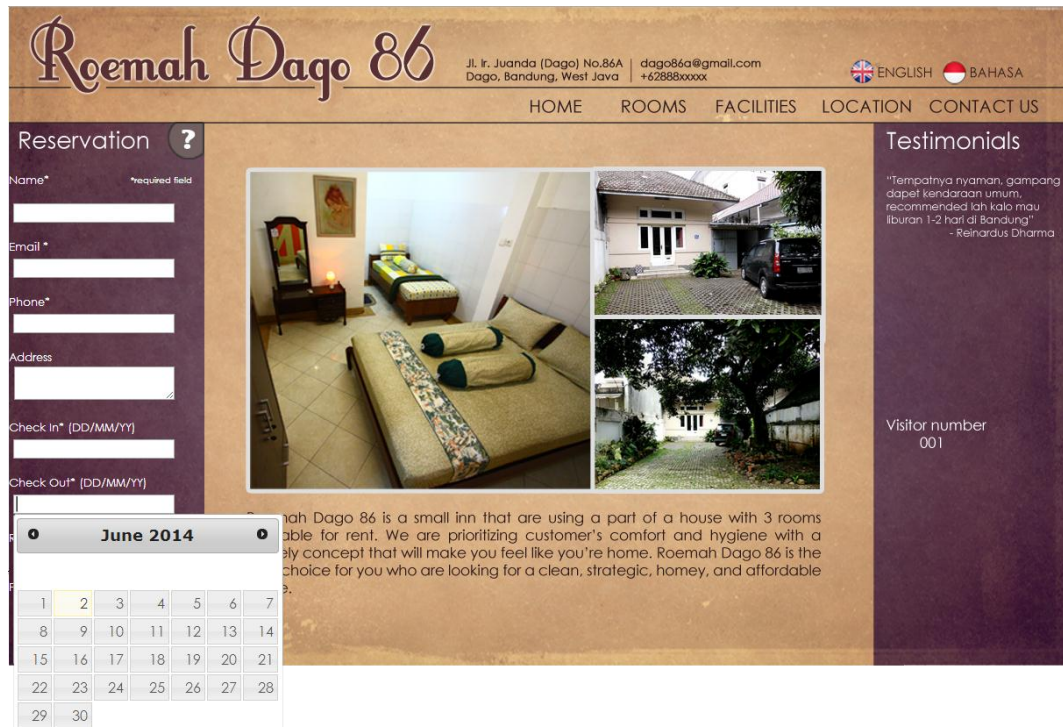 Roemah Dago 86
Jl. Ir. Juanda (Dago) No.86A | dago86a@gmail.com
Dago, Bandung, West Java | +62888xxxxx
ENGLISH BAHASA
HOME ROOMS FACILITIES LOCATION CONTACT US
Reservation ?
Name* *required field
Email *
Phone*
Address
Check In* (DD/MM/YY)
Check Out* (DD/MM/YY)
June 2014
1 2 3 4 5 6 7
8 9 10 11 12 13 14
15 16 17 18 19 20 21
22 23 24 25 26 27 28
29 30
Dago 86 is a small inn that are using a part of a house with 3 rooms
for rent. We are prioritizing customer's comfort and hygiene with a
concept that will make you feel like you're home. Roemah Dago 86 is the
choice for you who are looking for a clean, strategic, homey, and affordable
Testimonials
"Tempatnya nyaman, gampang
dapet kendaraan umum,
recommended lah kalo mau
liburan 1-2 hari di Bandung"
- Reinardus Dharma
Visitor number
001